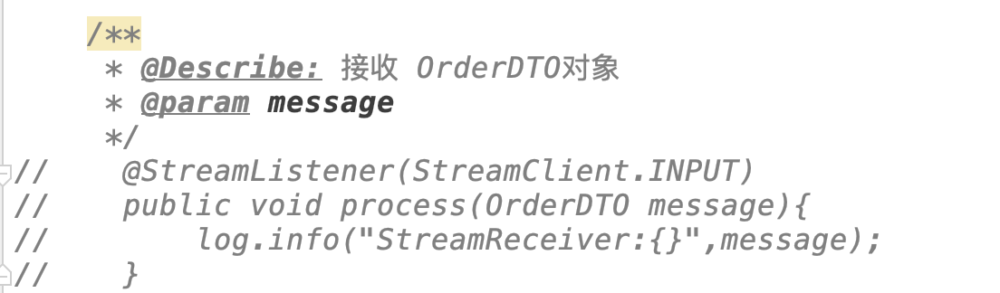 /**
 * @Describe: 接收 OrderDTO对象
 * @param message
 */
//    @StreamListener(StreamClient.INPUT)
//    public void process(OrderDTO message){
//        log.info("StreamReceiver:{}",message);
//    }